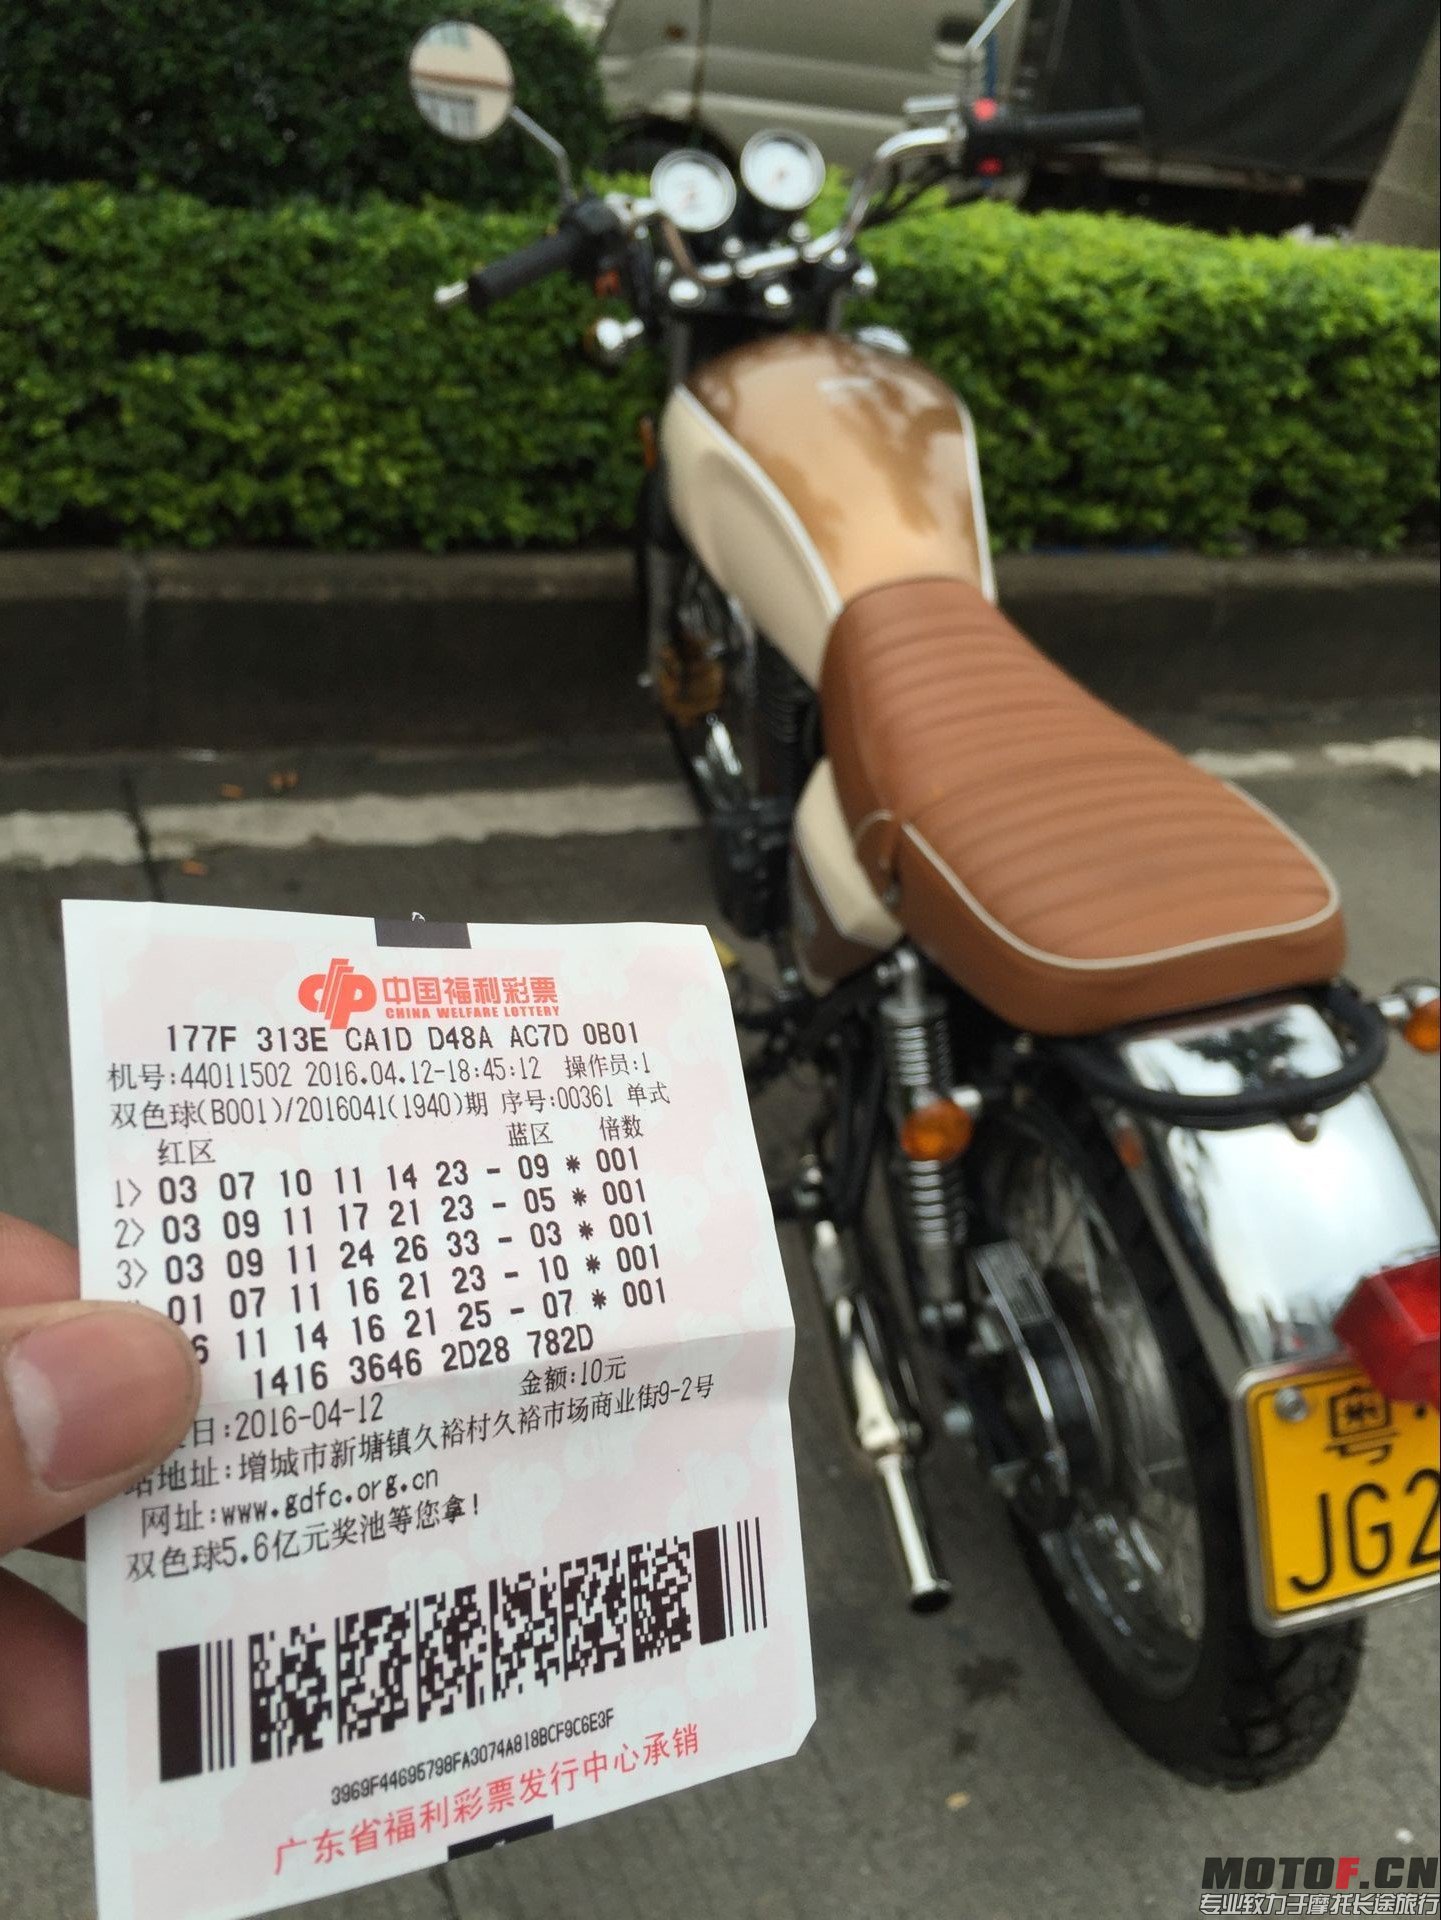 中国福利彩票
CHINA WELFARE LOTTERY
177F 313E CA1D D48A AC7D 0B01
机号:44011502 2016.04.12-18:45:12 操作员:1
双色球(B001)/2016041(1940)期 序号:00361 单式
红区 蓝区 倍数
1> 03 07 10 11 14 23 - 09 * 001
2> 03 09 11 17 21 23 - 05 * 001
3> 03 09 11 24 26 33 - 03 * 001
01 07 11 16 21 23 - 10 * 001
6 11 14 16 21 25 - 07 * 001
1416 3646 2D28 782D
金额:10元
日:2016-04-12
站地址:增城市新塘镇久裕村久裕市场商业街9-2号
网址:www.gdfc.org.cn
双色球5.6亿元奖池等您拿!
3969F44695798FA3074A818BCF9C6E3F
广东省福利彩票发行中心承销
粤
JG2
MOTOF.CN
专业致力于摩托长途旅行